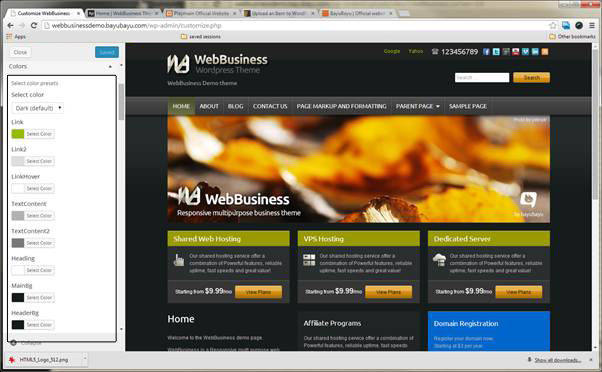 Customize WebBusiness
Home | WebBusiness Th
Playtmain Official Website
Upload an Item to Word
BayuBayu | Official webs
webbusinessdemo.bayubayu.com/wp-admin/customize.php
Apps
saved sessions
Other bookmarks
Close
Saved
Colors
Select color presets
Select color
Dark (default)
Link
Select Color
Link2
Select Color
LinkHover
Select Color
TextContent
Select Color
TextContent2
Select Color
Heading
Select Color
MainBg
Select Color
HeaderBg
Select Color
Collapse
Google Yahoo 123456789
WebBusiness
Wordpress Theme
WebBusiness Demo theme
Search ...
Search
HOME ABOUT BLOG CONTACT US PAGE MARKUP AND FORMATTING PARENT PAGE SAMPLE PAGE
WebBusiness
Responsive multipurpose business theme
by bayubayu
Shared Web Hosting
Our shared hosting service offer a combination of Powerful features, reliable uptime, fast speeds and great value!
Starting from $9.99/mo
View Plans
VPS Hosting
Our shared hosting service offer a combination of Powerful features, reliable uptime, fast speeds and great value!
Starting from $9.99/mo
View Plans
Dedicated Server
Our shared hosting service offer a combination of Powerful features, reliable uptime, fast speeds and great value!
Starting from $9.99/mo
View Plans
Home
Welcome to the WebBusiness demo page.
WebBusiness is a Responsive multi purpose web
Affiliate Programs
Our shared hosting service offer a combination of
Domain Registration
Register your domain now,
Starting at $3 per year.
HTML5_Logo_512.png
Show all downloads...